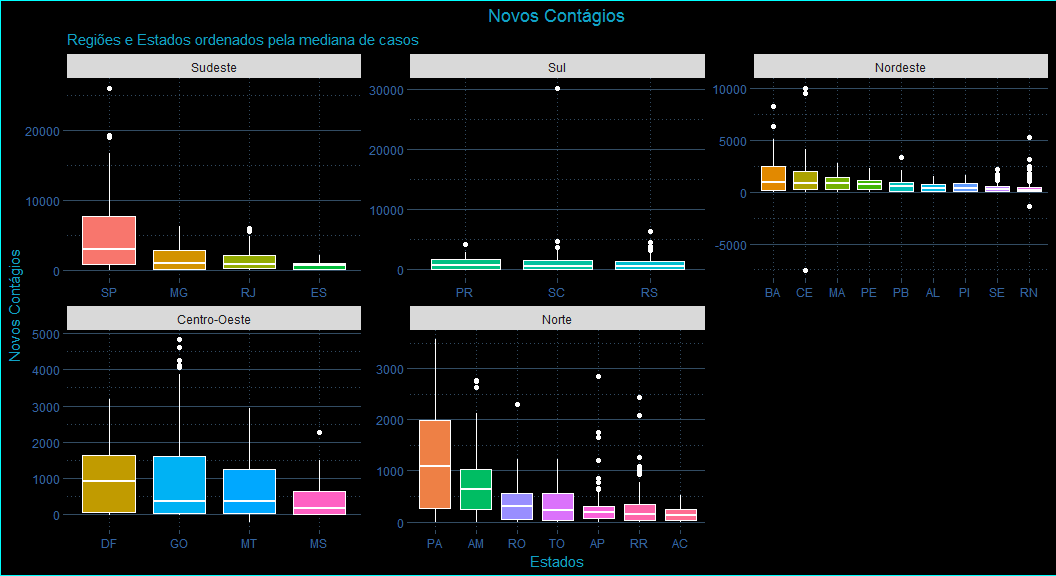 Novos Contágios
Regiões e Estados ordenados pela mediana de casos
Sudeste
20000
10000
0
SP MG RJ ES
Sul
30000
20000
10000
0
PR SC RS
Nordeste
10000
5000
0
-5000
BA CE MA PE PB AL PI SE RN
Novos Contágios
Centro-Oeste
5000
4000
3000
2000
1000
0
DF GO MT MS
Norte
3000
2000
1000
0
PA AM RO TO AP RR AC
Estados